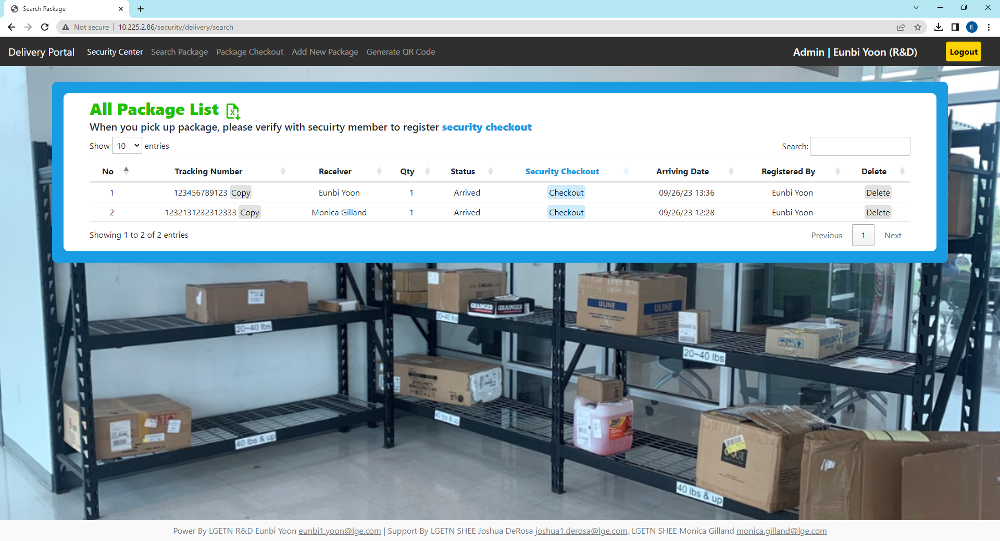 Search Package
Not secure
10.225.2.86/security/delivery/search
E
Delivery Portal Security Center Search Package Package Checkout Add New Package Generate QR Code Admin | Eunbi Yoon (R&D) Logout
All Package List
When you pick up package, please verify with secuirty member to register security checkout
Show 10 entries Search:
No Tracking Number Receiver Qty Status Security Checkout Arriving Date Registered By Delete
1 123456789123 Copy Eunbi Yoon 1 Arrived Checkout 09/26/23 13:36 Eunbi Yoon Delete
2 1232131232312333 Copy Monica Gilland 1 Arrived Checkout 09/26/23 12:28 Eunbi Yoon Delete
Showing 1 to 2 of 2 entries Previous 1 Next
GRAINGER GRAINGER
ULINE ULINE
20~40 lbs
20~40 lbs
20~40 lbs
EVERLIGHT
AIR CONDITIONER
LG
40 lbs & up
zep
40 lbs & up
40 lbs & up
Power By LGETN R&D Eunbi Yoon eunbi1.yoon@lge.com | Support By LGETN SHEE Joshua DeRosa joshua1.derosa@lge.com, LGETN SHEE Monica Gilland monica.gilland@lge.com